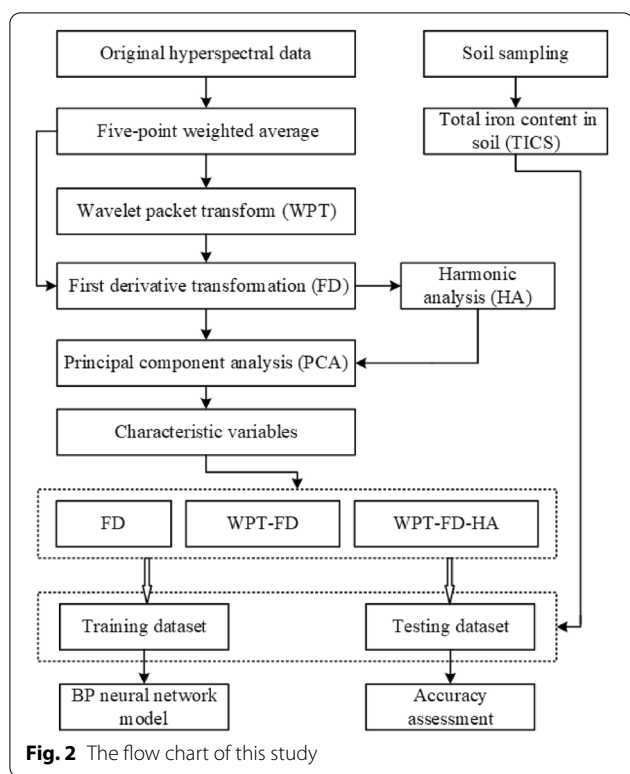 Original hyperspectral data
Soil sampling
Five-point weighted average
Total iron content in
soil (TICS)
Wavelet packet transform (WPT)
First derivative transformation (FD)
Harmonic
analysis (HA)
Principal component analysis (PCA)
Characteristic variables
FD
WPT-FD
WPT-FD-HA
Training dataset
Testing dataset
BP neural network
model
Accuracy
assessment
Fig. 2 The flow chart of this study